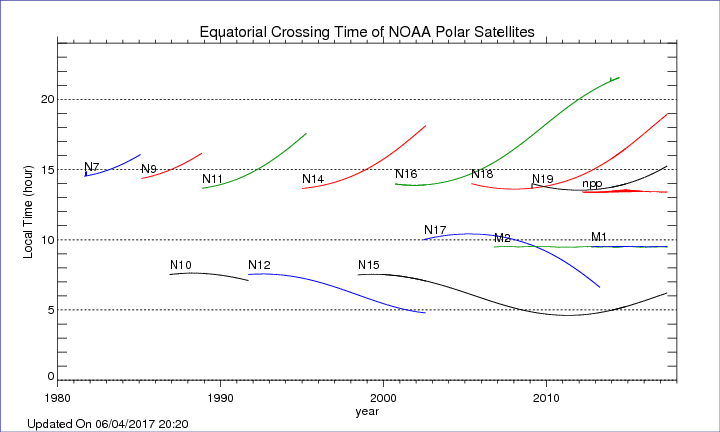 Equatorial Crossing Time of NOAA Polar Satellites
Local Time (hour)
20
15
10
5
0
N7
N9
N11
N14
N16
N18
N19
npp
N17
M2
M1
N10
N12
N15
1980
1990
2000
2010
year
Updated On 06/04/2017 20:20